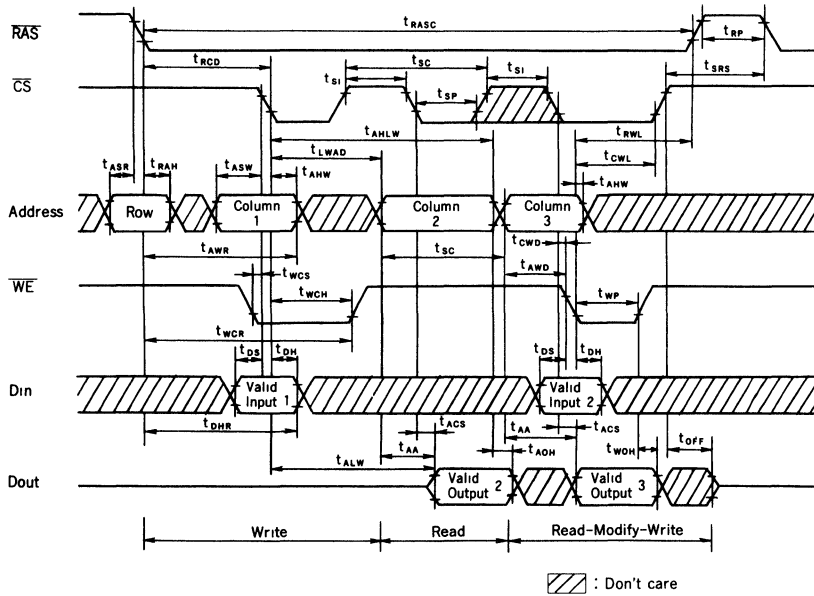 RAS
tRASC
tRP
tRCD
tSC
tSRS
tSI
tSI
CS
tSP
tAHLW
tRWL
tLWAD
tCWL
tASR
tRAH
tASW
tAHW
tAHW
Address
Row
Column 1
Column 2
Column 3
tCWD
tAWR
tSC
tAWD
tWCS
WE
tWCH
tWP
tWCR
tDS
tDH
tDS
tDH
Din
Valid Input 1
Valid Input 2
tDHR
tACS
tACS
tAA
tAA
tAOH
tWOH
tOFF
tALW
Dout
Valid Output 2
Valid Output 3
Write
Read
Read-Modify-Write
: Don't care